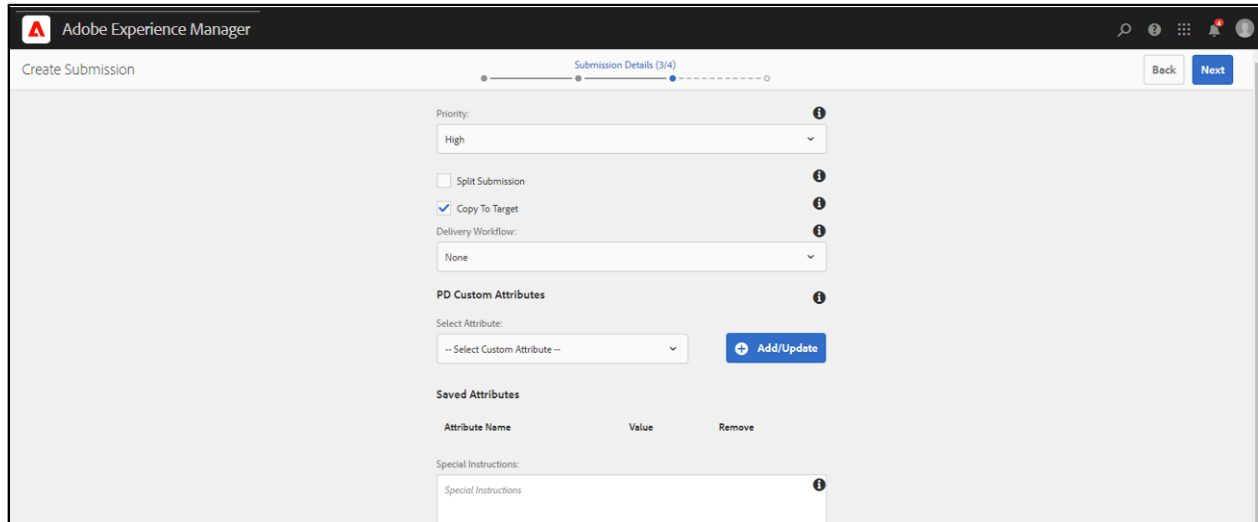 Adobe Experience Manager
4
Create Submission
Submission Details (3/4)
Back
Next
Priority:
High
Split Submission
Copy To Target
Delivery Workflow:
None
PD Custom Attributes
Select Attribute:
-- Select Custom Attribute --
Add/Update
Saved Attributes
Attribute Name Value Remove
Special Instructions:
Special Instructions